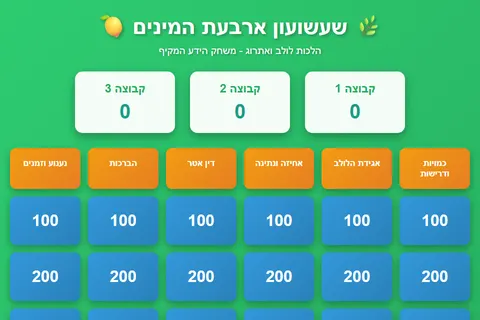 🌿 שעשועון ארבעת המינים 🍋
הלכות לולב ואתרוג - משחק הידע המקיף
קבוצה 1
0
קבוצה 2
0
קבוצה 3
0
כמויות ודרישות
אגידת הלולב
אחיזה ונתינה
דין אטר
הברכות
נענוע וזמנים
100 100 100 100 100 100
200 200 200 200 200 200